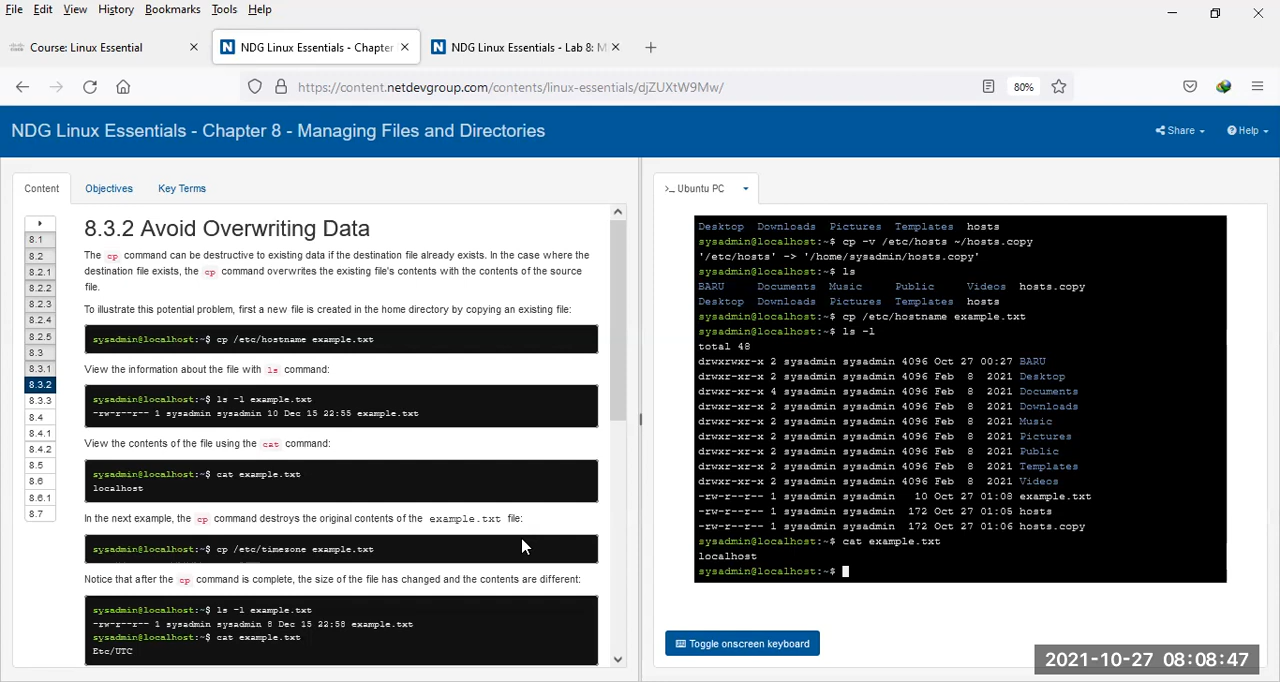 File Edit View History Bookmarks Tools Help
Course: Linux Essential
NDG Linux Essentials - Chapter
NDG Linux Essentials - Lab 8: M
https://content.netdevgroup.com/contents/linux-essentials/djZUXtW9Mw/
80%
NDG Linux Essentials - Chapter 8 - Managing Files and Directories
Share
Help
Content Objectives Key Terms
8.1
8.2
8.2.1
8.2.2
8.2.3
8.2.4
8.2.5
8.3
8.3.1
8.3.2
8.3.3
8.4
8.4.1
8.4.2
8.5
8.6
8.6.1
8.7
8.3.2 Avoid Overwriting Data
The cp command can be destructive to existing data if the destination file already exists. In the case where the
destination file exists, the cp command overwrites the existing file's contents with the contents of the source
file.
To illustrate this potential problem, first a new file is created in the home directory by copying an existing file:
sysadmin@localhost:~$ cp /etc/hostname example.txt
View the information about the file with ls command:
sysadmin@localhost:~$ ls -l example.txt
-rw-r--r-- 1 sysadmin sysadmin 10 Dec 15 22:55 example.txt
View the contents of the file using the cat command:
sysadmin@localhost:~$ cat example.txt
localhost
In the next example, the cp command destroys the original contents of the example.txt file:
sysadmin@localhost:~$ cp /etc/timezone example.txt
Notice that after the cp command is complete, the size of the file has changed and the contents are different:
sysadmin@localhost:~$ ls -l example.txt
-rw-r--r-- 1 sysadmin sysadmin 8 Dec 15 22:58 example.txt
sysadmin@localhost:~$ cat example.txt
Etc/UTC
>_ Ubuntu PC
Desktop Downloads Pictures Templates hosts
sysadmin@localhost:~$ cp -v /etc/hosts ~/hosts.copy
'/etc/hosts' -> '/home/sysadmin/hosts.copy'
sysadmin@localhost:~$ ls
BARU Documents Music Public Videos hosts.copy
Desktop Downloads Pictures Templates hosts
sysadmin@localhost:~$ cp /etc/hostname example.txt
sysadmin@localhost:~$ ls -l
total 48
drwxrwxr-x 2 sysadmin sysadmin 4096 Oct 27 00:27 BARU
drwxr-xr-x 2 sysadmin sysadmin 4096 Feb 8 2021 Desktop
drwxr-xr-x 4 sysadmin sysadmin 4096 Feb 8 2021 Documents
drwxr-xr-x 2 sysadmin sysadmin 4096 Feb 8 2021 Downloads
drwxr-xr-x 2 sysadmin sysadmin 4096 Feb 8 2021 Music
drwxr-xr-x 2 sysadmin sysadmin 4096 Feb 8 2021 Pictures
drwxr-xr-x 2 sysadmin sysadmin 4096 Feb 8 2021 Public
drwxr-xr-x 2 sysadmin sysadmin 4096 Feb 8 2021 Templates
drwxr-xr-x 2 sysadmin sysadmin 4096 Feb 8 2021 Videos
-rw-r--r-- 1 sysadmin sysadmin 10 Oct 27 01:08 example.txt
-rw-r--r-- 1 sysadmin sysadmin 172 Oct 27 01:05 hosts
-rw-r--r-- 1 sysadmin sysadmin 172 Oct 27 01:06 hosts.copy
sysadmin@localhost:~$ cat example.txt
localhost
sysadmin@localhost:~$
Toggle onscreen keyboard
2021-10-27 08:08:47